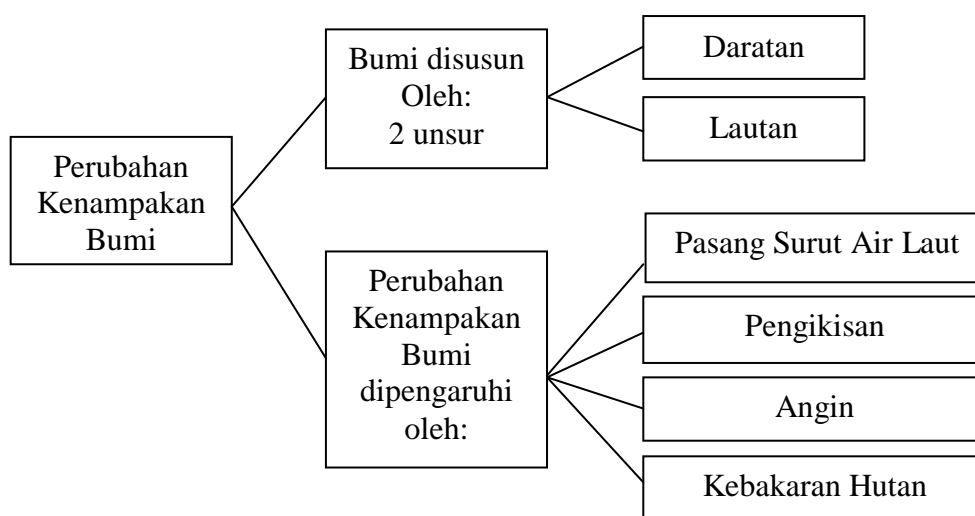 Perubahan
Kenampakan
Bumi
Bumi disusun
Oleh:
2 unsur
Daratan
Lautan
Perubahan
Kenampakan
Bumi
dipengaruhi
oleh:
Pasang Surut Air Laut
Pengikisan
Angin
Kebakaran Hutan